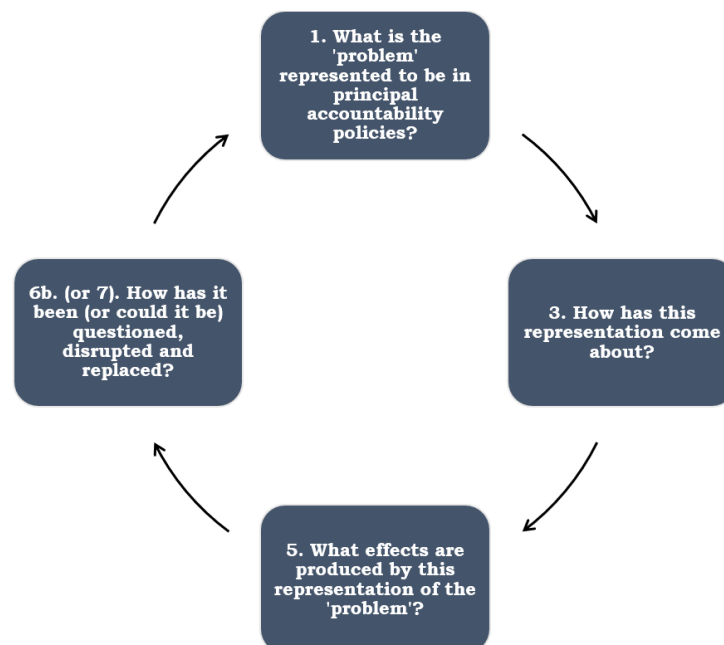 1. What is the
'problem'
represented to be in
principal
accountability
policies?
3. How has this
representation come
about?
5. What effects are
produced by this
representation of the
'problem'?
6b. (or 7). How has it
been (or could it be)
questioned,
disrupted and
replaced?